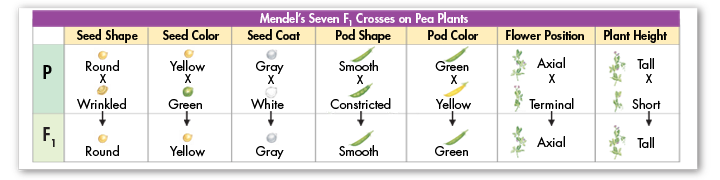 Mendel's Seven F1 Crosses on Pea Plants
Seed Shape Seed Color Seed Coat Pod Shape Pod Color Flower Position Plant Height
P
Round Yellow Gray Smooth Green Axial Tall
X X X X X X X
Wrinkled Green White Constricted Yellow Terminal Short
F1
Round Yellow Gray Smooth Green Axial Tall